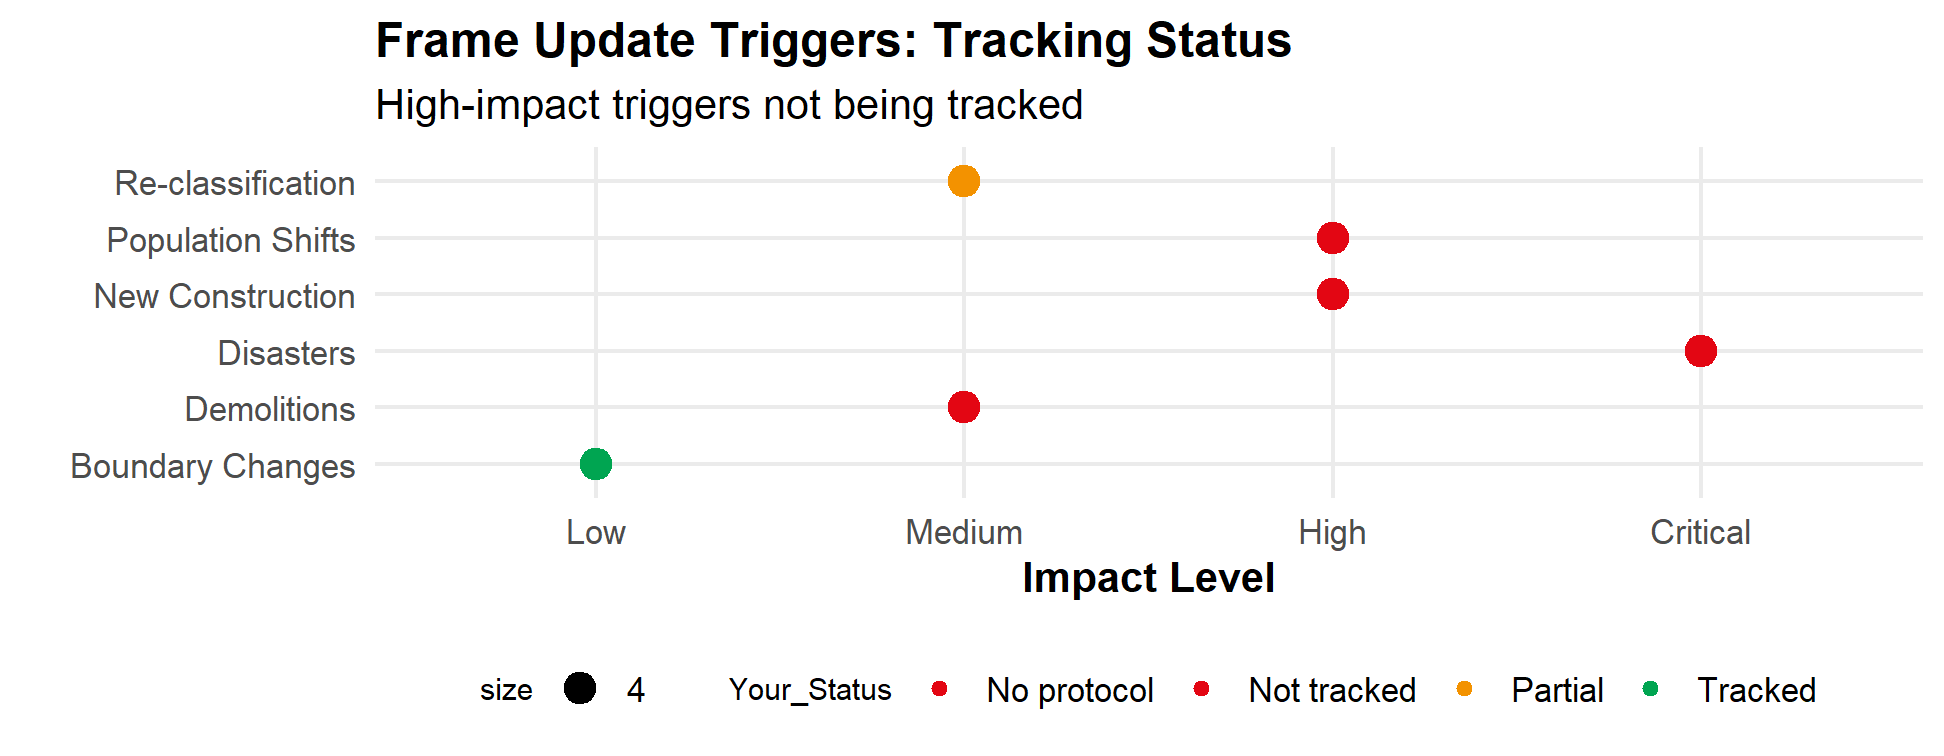 Frame Update Triggers: Tracking Status
High-impact triggers not being tracked
Re-classification
Population Shifts
New Construction
Disasters
Demolitions
Boundary Changes
Low Medium High Critical
Impact Level
size 4 Your_Status No protocol Not tracked Partial Tracked